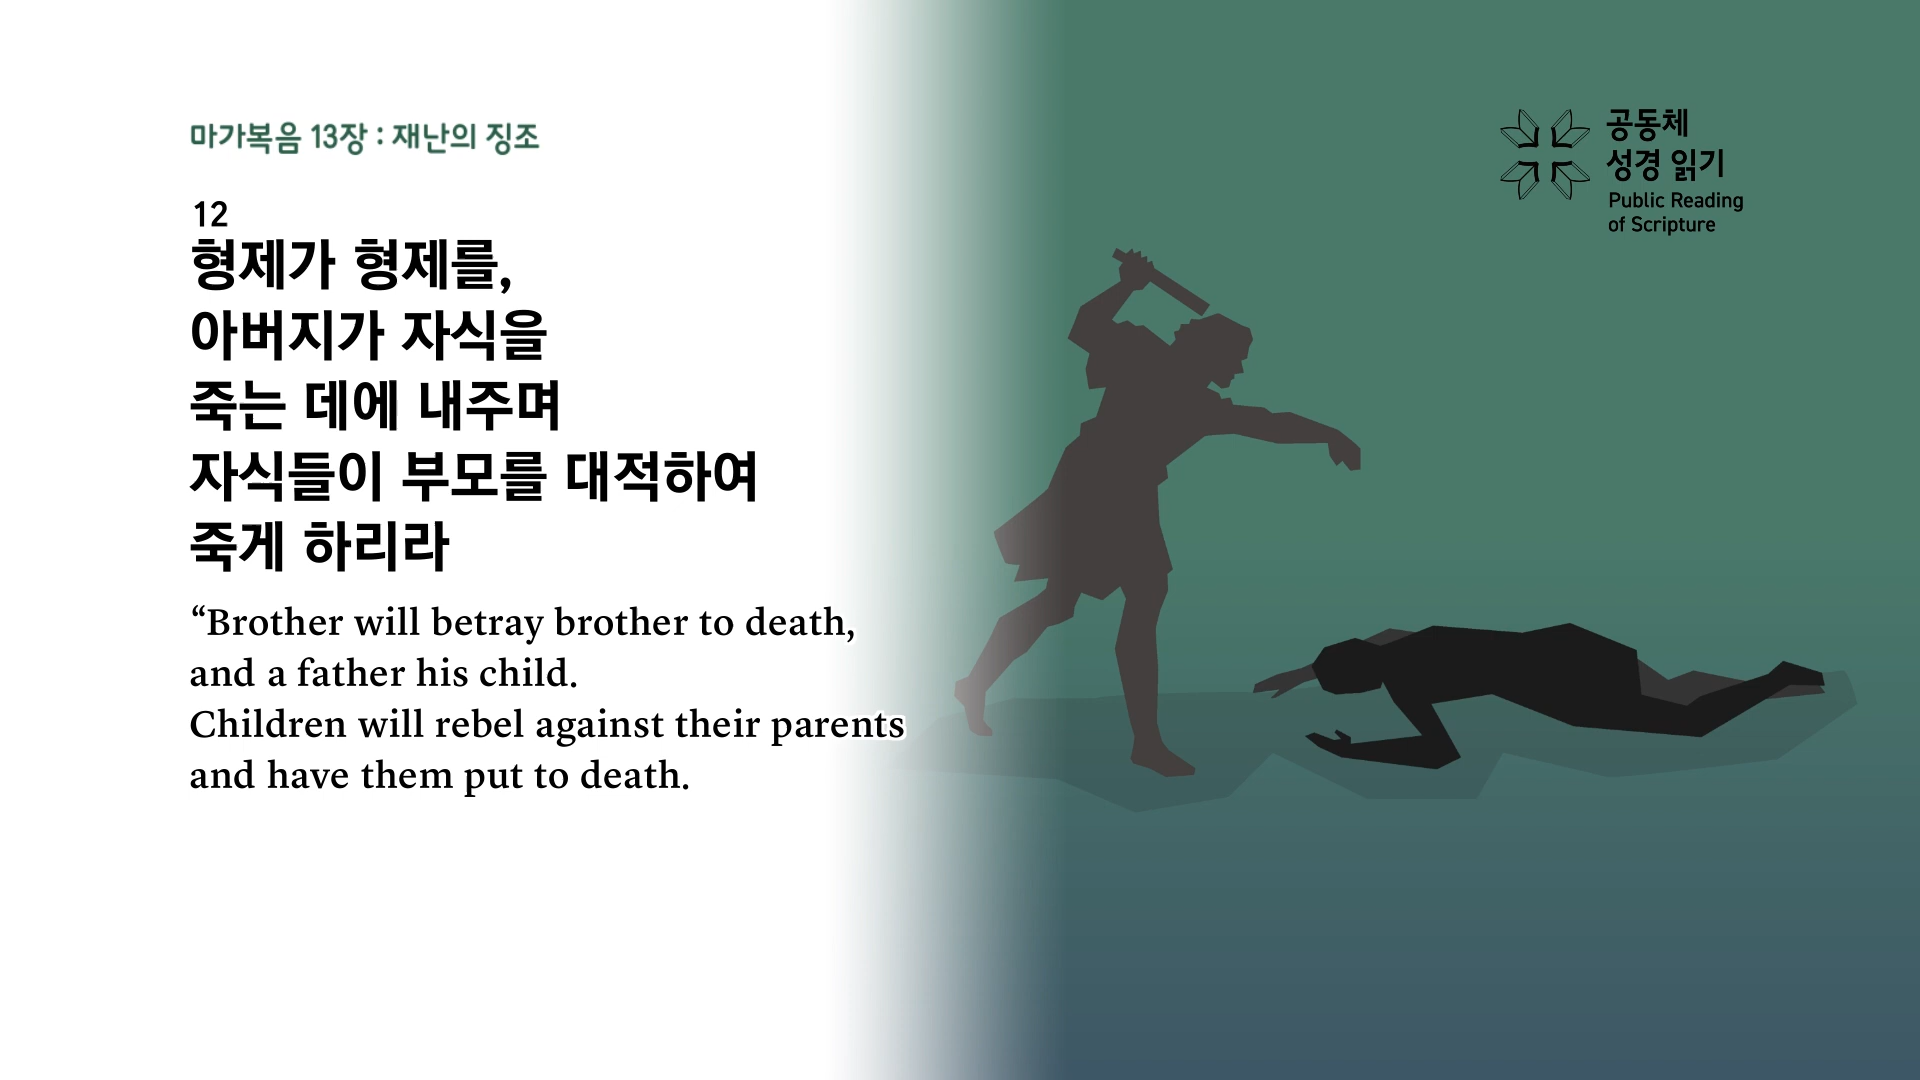 마가복음 13장 : 재난의 징조
12
형제가 형제를,
아버지가 자식을
죽는 데에 내주며
자식들이 부모를 대적하여
죽게 하리라
“Brother will betray brother to death,
and a father his child.
Children will rebel against their parents
and have them put to death.
공동체
성경 읽기
Public Reading
of Scripture